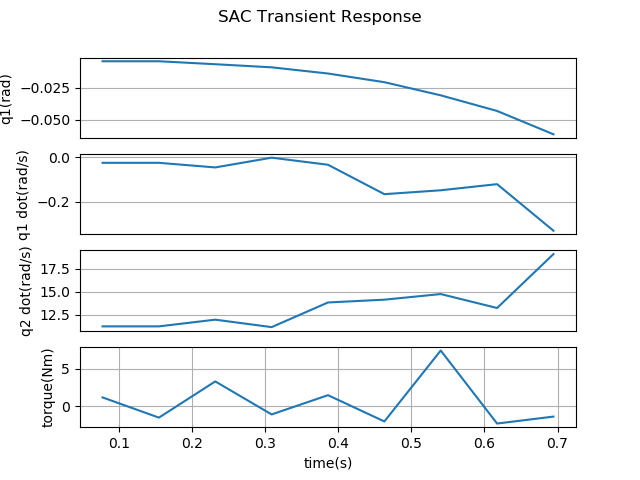 SAC Transient Response
q1(rad)
−0.025
−0.050
q1 dot(rad/s)
0.0
−0.2
q2 dot(rad/s)
17.5
15.0
12.5
torque(Nm)
5
0
0.1 0.2 0.3 0.4 0.5 0.6 0.7
time(s)